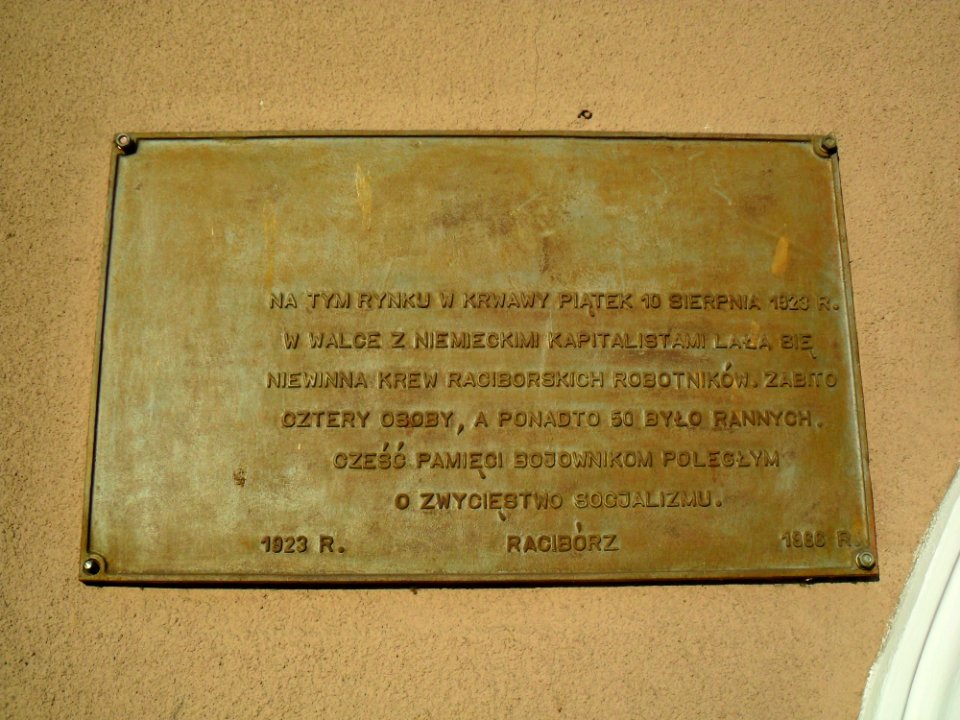 NA TYM RYNKU W KRWAWY PIĄTEK 10 SIERPNIA 1923 R.
W WALCE Z NIEMIECKIMI KAPITALISTAMI LAŁA SIĘ
NIEWINNA KREW RACIBORSKICH ROBOTNIKÓW. ZABITO
CZTERY OSOBY, A PONADTO 50 BYŁO RANNYCH.
CZEŚĆ PAMIĘCI BOJOWNIKOM POLEGŁYM
O ZWYCIĘSTWO SOCJALIZMU.
1923 R. RACIBÓRZ 1986 R.